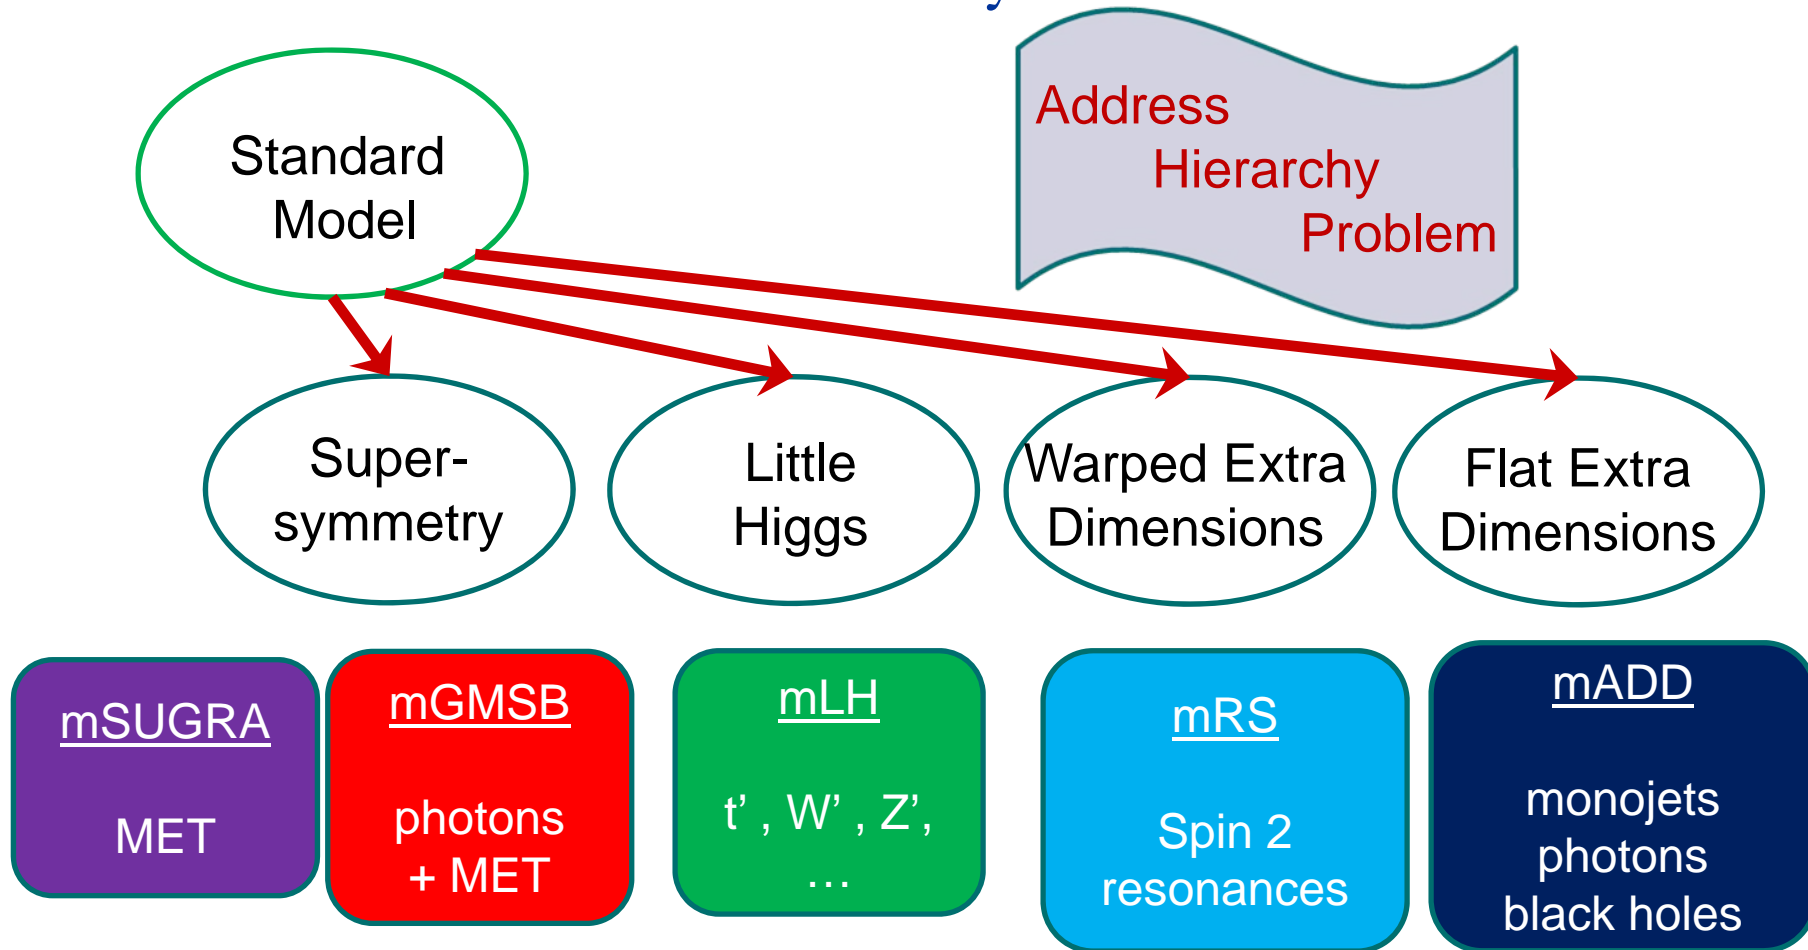 Standard
Model
Address
Hierarchy
Problem
Super-
symmetry
Little
Higgs
Warped Extra
Dimensions
Flat Extra
Dimensions
mSUGRA
MET
mGMSB
photons
+ MET
mLH
t’ , W’ , Z’,
…
mRS
Spin 2
resonances
mADD
monojets
photons
black holes